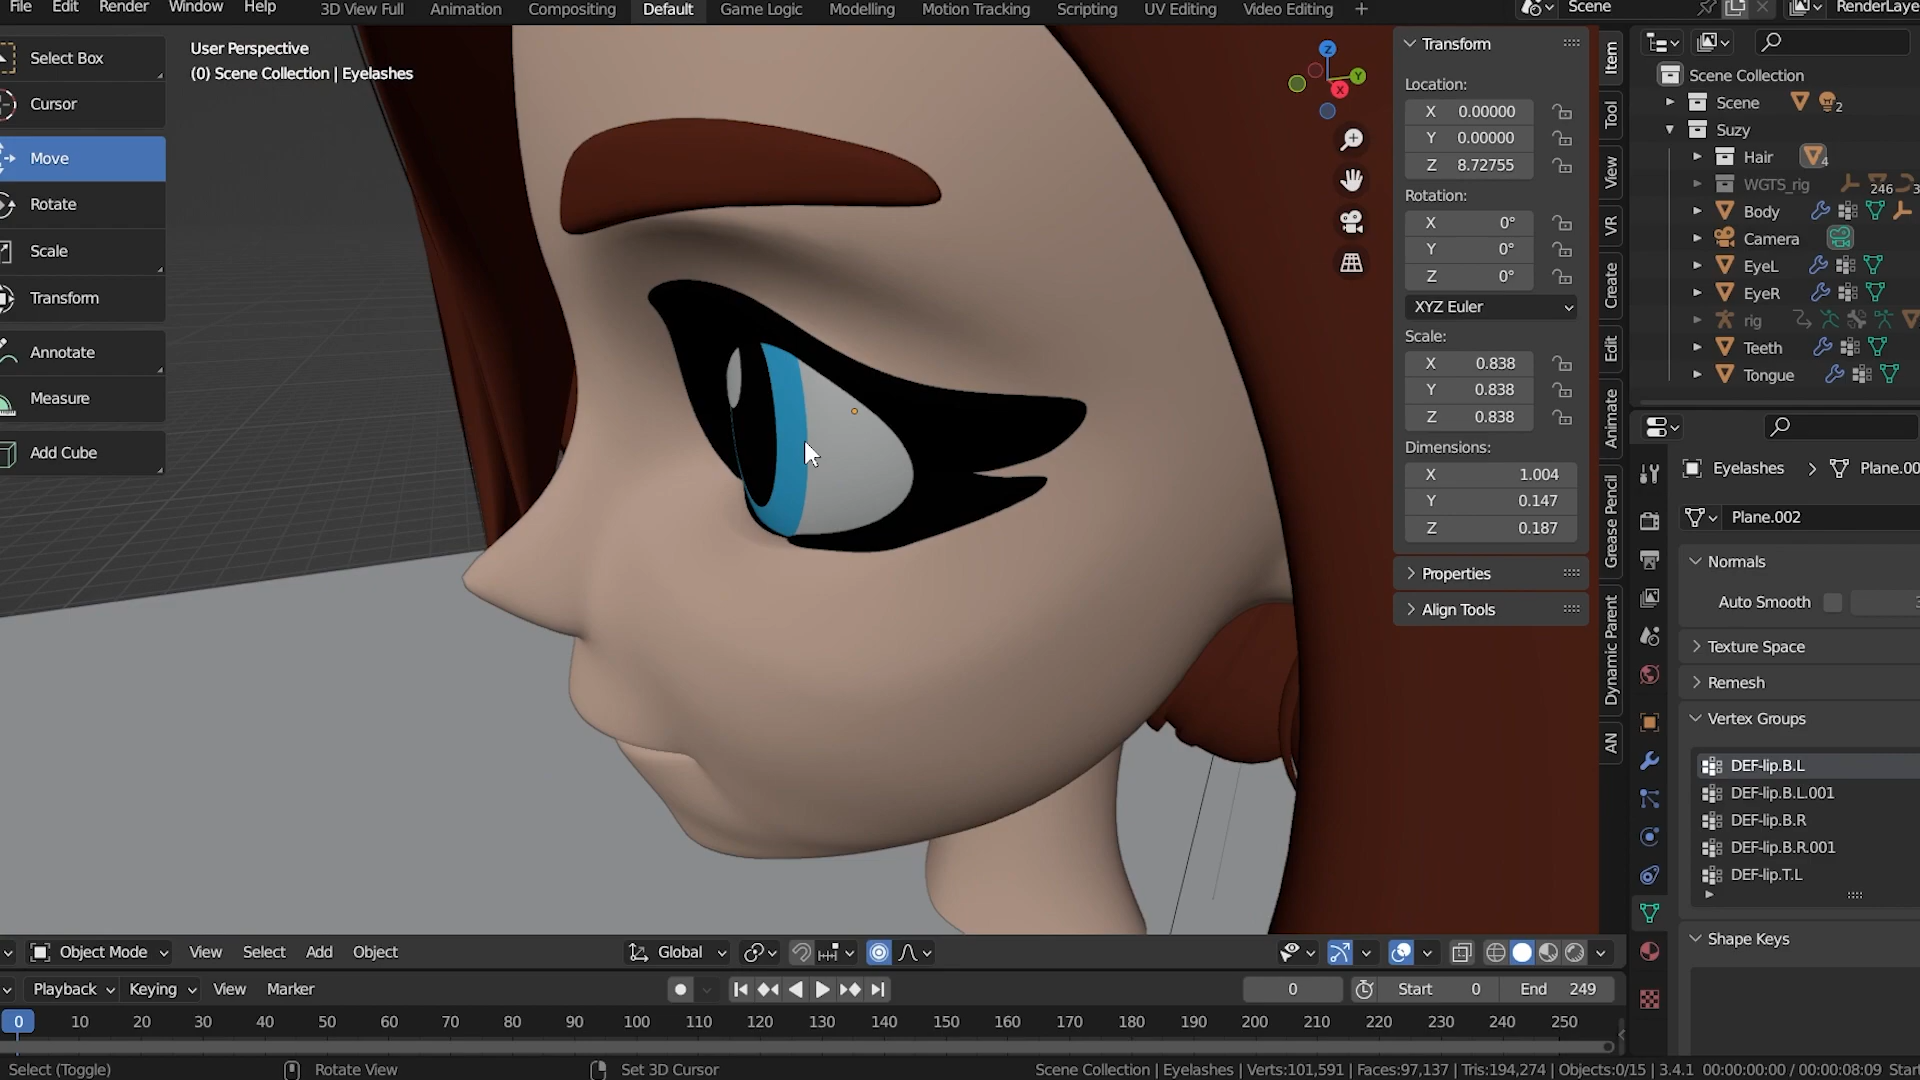 File Edit Render Window Help 3D View Full Animation Compositing Default Game Logic Modelling Motion Tracking Scripting UV Editing Video Editing + Scene
User Perspective
(0) Scene Collection | Eyelashes
Select Box
Cursor
Move
Rotate
Scale
Transform
Annotate
Measure
Add Cube
Z
Y
X
Transform
Location:
X 0.00000
Y 0.00000
Z 8.72755
Rotation:
X 0°
Y 0°
Z 0°
XYZ Euler
Scale:
X 0.838
Y 0.838
Z 0.838
Dimensions:
X 1.004
Y 0.147
Z 0.187
Properties
Align Tools
Item
Tool
View
VR
Create
Edit
Animate
Grease Pencil
Dynamic Parent
AN
RenderLaye
Scene Collection
Scene 2
Suzy
Hair 4
WGTS_rig 246 3
Body
Camera
EyeL
EyeR
rig
Teeth
Tongue
Eyelashes > Plane.00
Plane.002
Normals
Auto Smooth 3
Texture Space
Remesh
Vertex Groups
DEF-lip.B.L
DEF-lip.B.L.001
DEF-lip.B.R
DEF-lip.B.R.001
DEF-lip.T.L
Shape Keys
Object Mode View Select Add Object Global
Playback Keying View Marker 0 Start 0 End 249
0 10 20 30 40 50 60 70 80 90 100 110 120 130 140 150 160 170 180 190 200 210 220 230 240 250
Select (Toggle) Rotate View Set 3D Cursor Scene Collection | Eyelashes | Verts:101,591 | Faces:97,137 | Tris:194,274 | Objects:0/15 | 3.4.1 00:00:00:00 / 00:00:08:09 Start